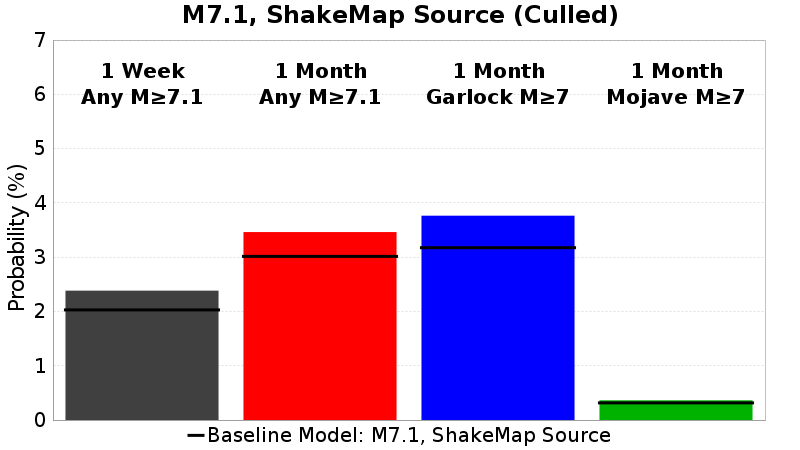 M7.1, ShakeMap Source (Culled)
7
6
5
4
3
2
1
0
Probability (%)
1 Week
Any M≥7.1
1 Month
Any M≥7.1
1 Month
Garlock M≥7
1 Month
Mojave M≥7
Baseline Model: M7.1, ShakeMap Source